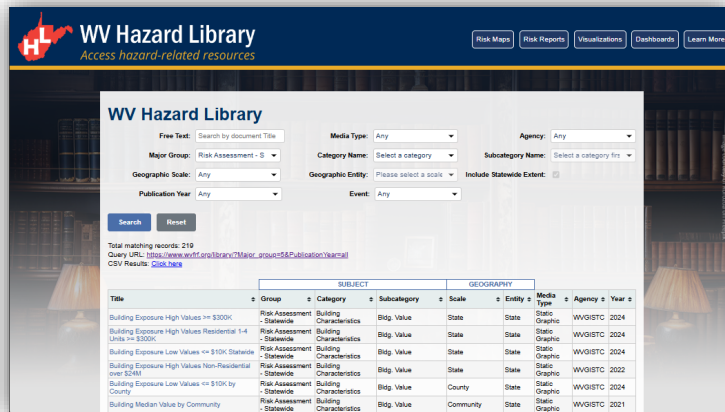 HL
WV Hazard Library
Access hazard-related resources
Risk Maps
Risk Reports
Visualizations
Dashboards
Learn More
WV Hazard Library
Free Text: Search by document Title Media Type: Any Agency: Any
Major Group: Risk Assessment - S Category Name: Select a category Subcategory Name: Select a category firs
Geographic Scale: Any Geographic Entity: Please select a scale Include Statewide Extent:
Publication Year Any Event: Any
Search Reset
Total matching records: 219
Query URL: https://www.wvfrf.org/library/?Major_group=5&PublicationYear=all
CSV Results: Click here
SUBJECT GEOGRAPHY
Title Group Category Subcategory Scale Entity Media Type Agency Year
Building Exposure High Values >= $300K Risk Assessment - Statewide Building Characteristics Bldg. Value State State Static Graphic WVGISTC 2024
Building Exposure High Values Residential 1-4 Units >= $300K Risk Assessment - Statewide Building Characteristics Bldg. Value State State Static Graphic WVGISTC 2024
Building Exposure Low Values <= $10K Statewide Risk Assessment - Statewide Building Characteristics Bldg. Value State State Static Graphic WVGISTC 2024
Building Exposure High Values Non-Residential over $24M Risk Assessment - Statewide Building Characteristics Bldg. Value State State Static Graphic WVGISTC 2022
Building Exposure Low Values <= $10K by County Risk Assessment - Statewide Building Characteristics Bldg. Value County State Static Graphic WVGISTC 2024
Building Median Value by Community Risk Assessment - Statewide Building Characteristics Bldg. Value Community State Static Graphic WVGISTC 2021